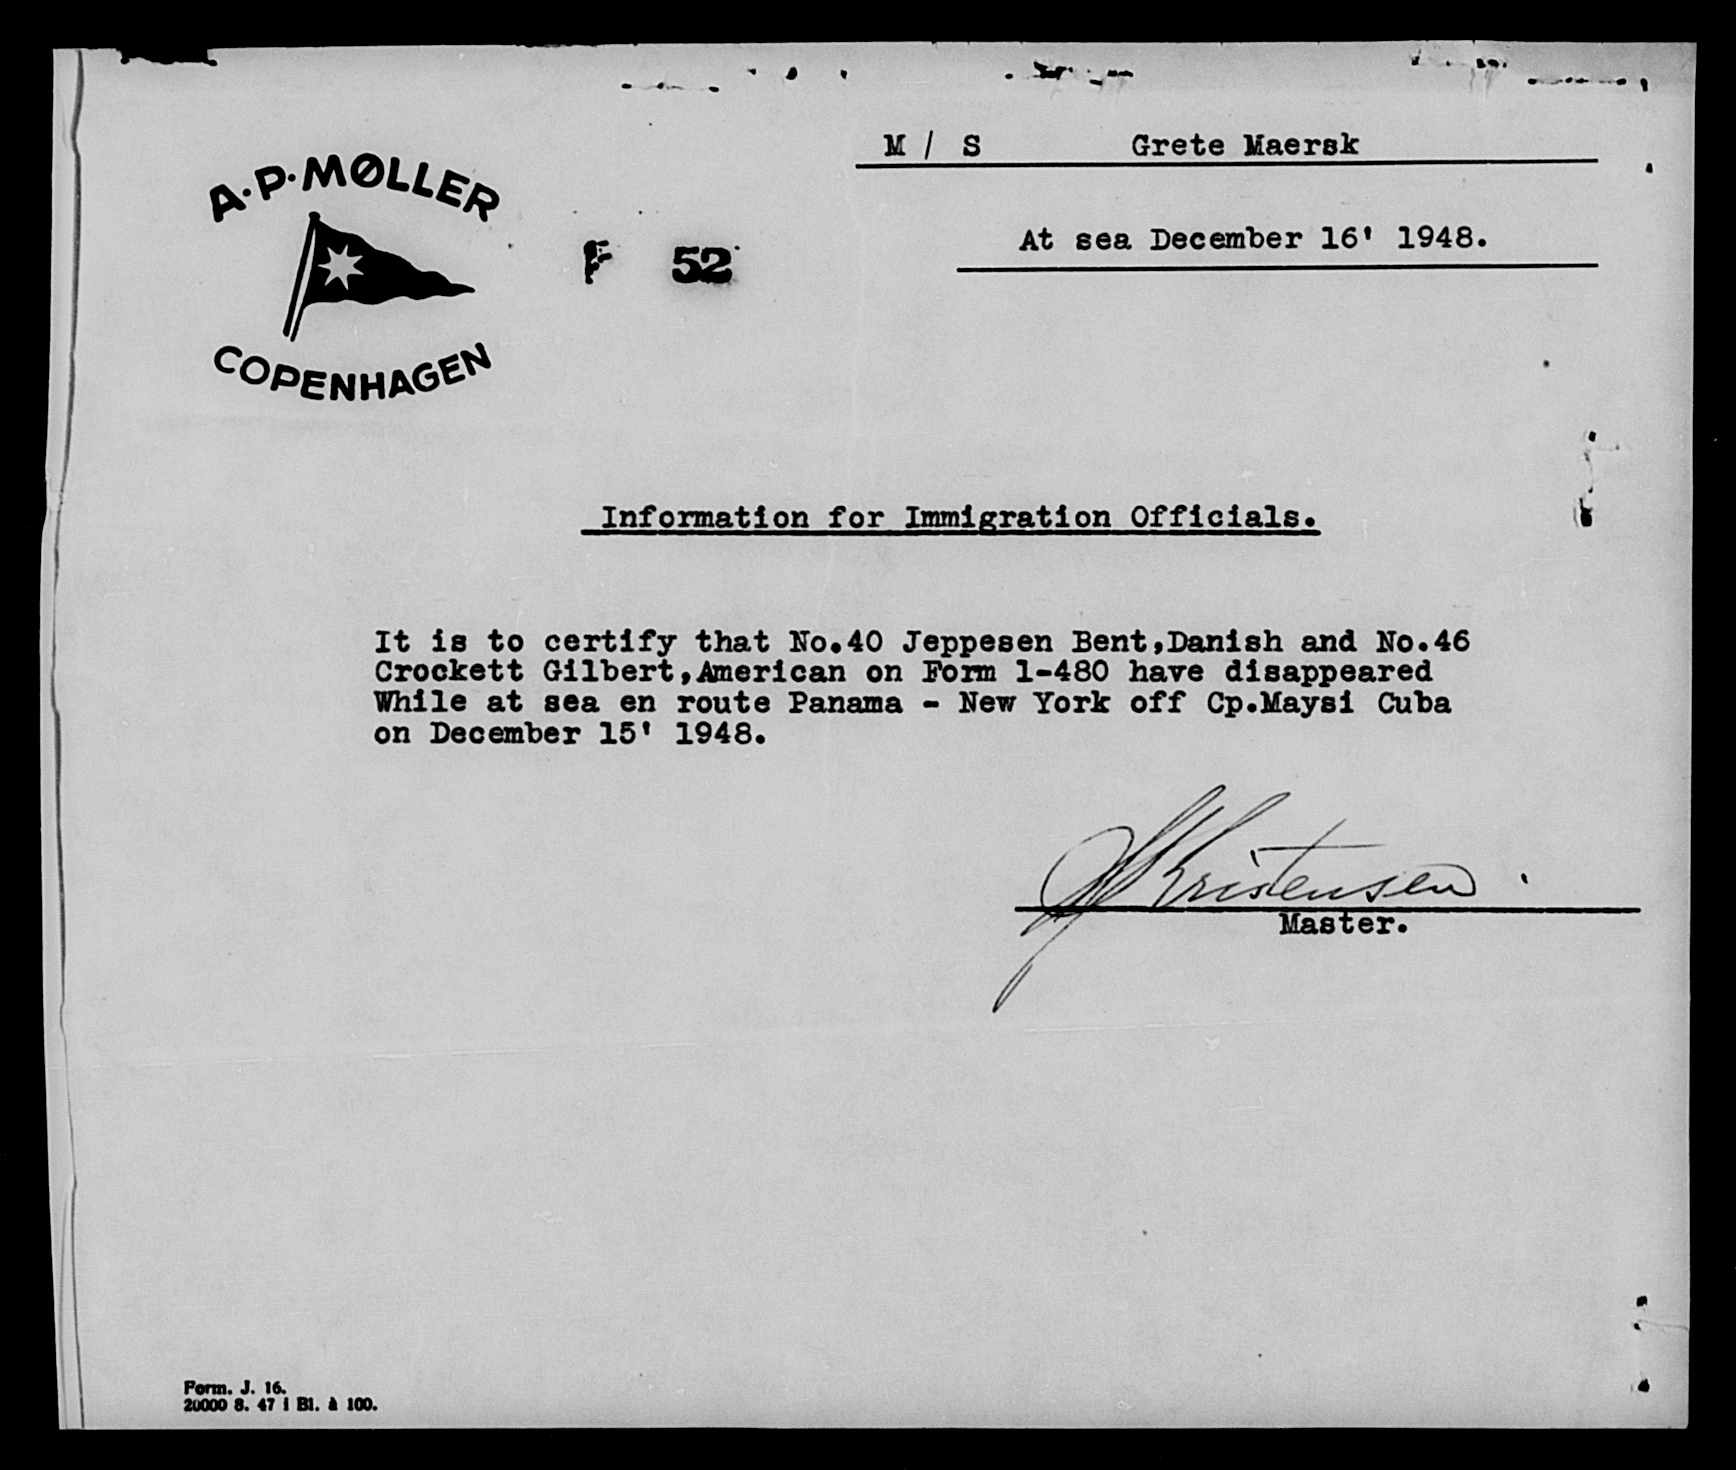 M / S Grete Maersk
A·P·MØLLER
At sea December 16' 1948.
F 52
COPENHAGEN
Information for Immigration Officials.
It is to certify that No.40 Jeppesen Bent,Danish and No.46
Crockett Gilbert,American on Form 1-480 have disappeared
While at sea en route Panama - New York off Cp.Maysi Cuba
on December 15' 1948.
Kristensen
Master.
Form. J. 16.
20000 8. 47 i Bl. à 100.